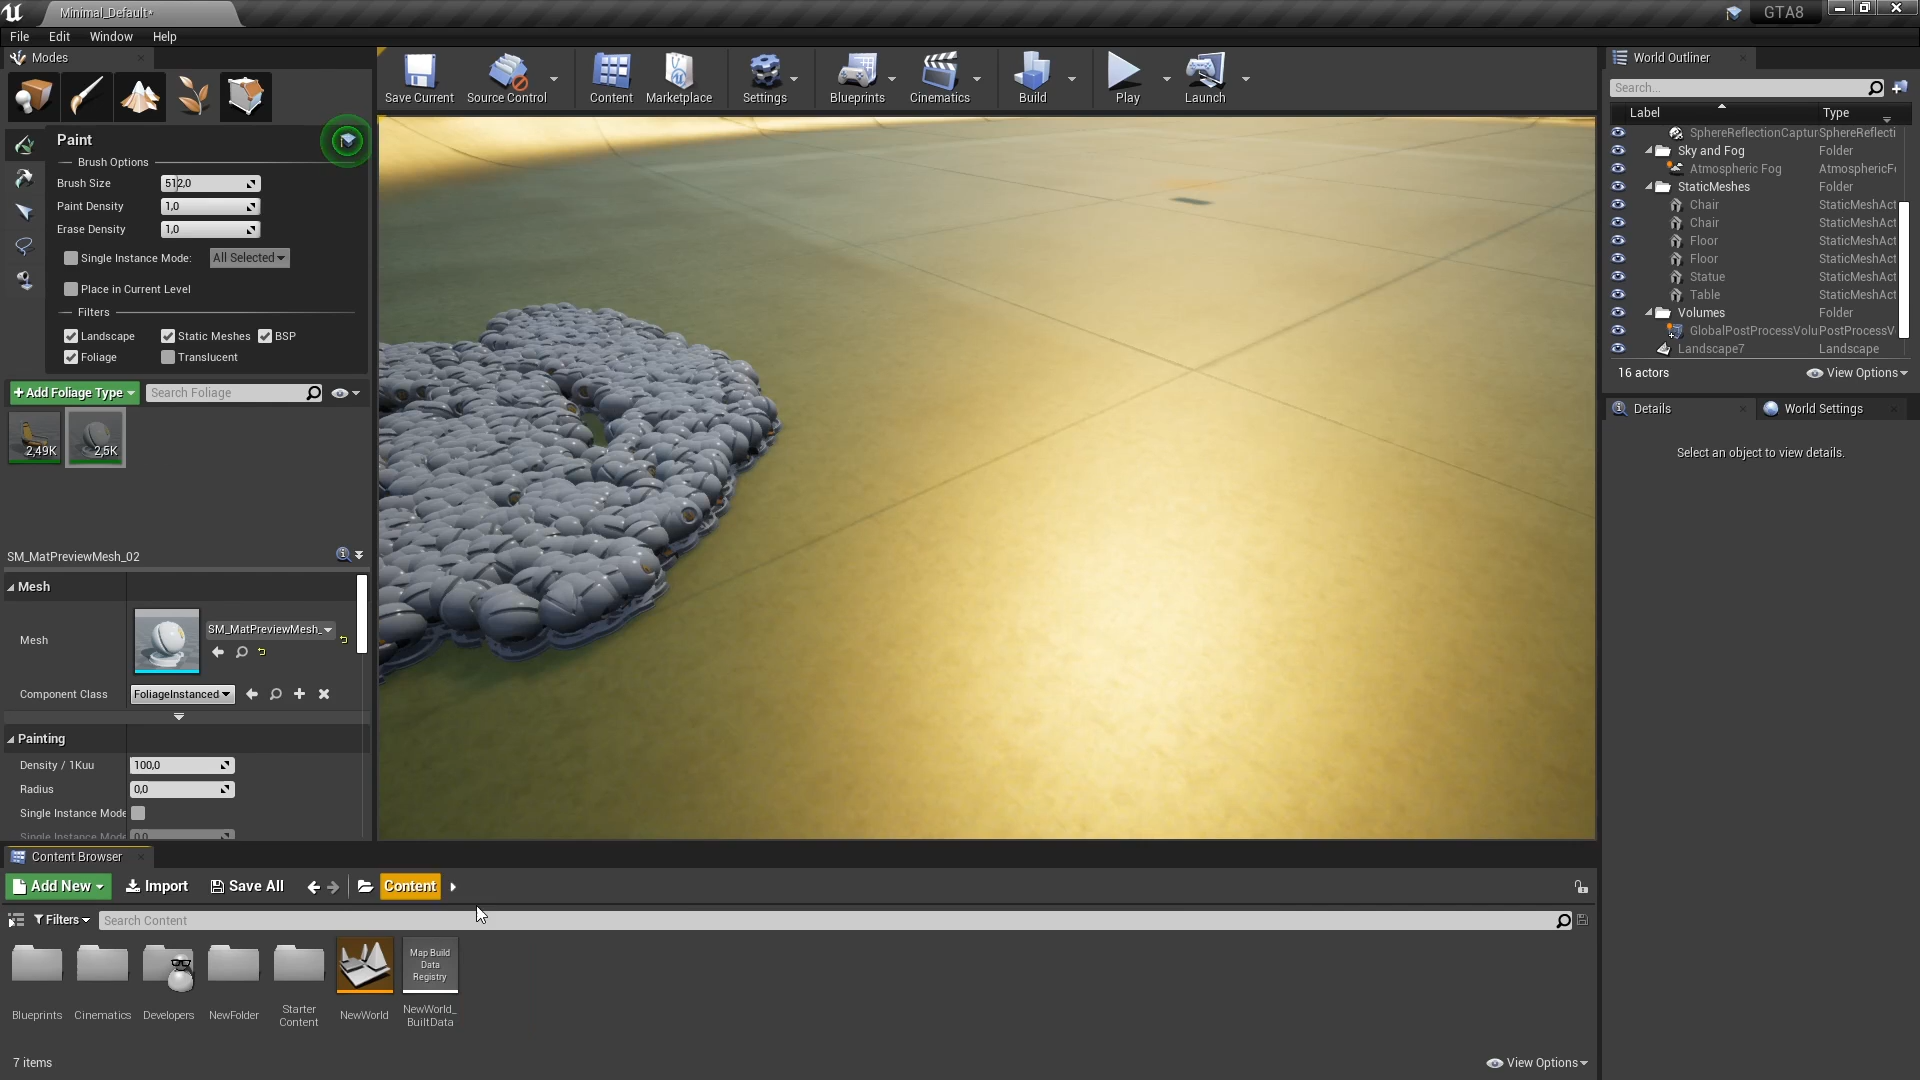 Minimal_Default*
GTA8
File Edit Window Help
Modes
Save Current
Source Control
Content
Marketplace
Settings
Blueprints
Cinematics
Build
Play
Launch
Paint
Brush Options
Brush Size 512,0
Paint Density 1,0
Erase Density 1,0
Single Instance Mode: All Selected
Place in Current Level
Filters
Landscape Static Meshes BSP
Foliage Translucent
+Add Foliage Type Search Foliage
2,49K 2,5K
SM_MatPreviewMesh_02
Mesh
Mesh SM_MatPreviewMesh_
Component Class FoliageInstanced
Painting
Density / 1Kuu 100,0
Radius 0,0
Single Instance Mode
Single Instance Mode 0,0
World Outliner
Search...
Label Type
SphereReflectionCaptur SphereReflecti
Sky and Fog Folder
Atmospheric Fog AtmosphericF
StaticMeshes Folder
Chair StaticMeshAct
Chair StaticMeshAct
Floor StaticMeshAct
Floor StaticMeshAct
Statue StaticMeshAct
Table StaticMeshAct
Volumes Folder
GlobalPostProcessVolu PostProcessV
Landscape7 Landscape
16 actors View Options
Details World Settings
Select an object to view details.
Content Browser
Add New Import Save All Content
Filters Search Content
Map Build
Data
Registry
Blueprints
Cinematics
Developers
NewFolder
Starter
Content
NewWorld
NewWorld_
BuiltData
7 items View Options